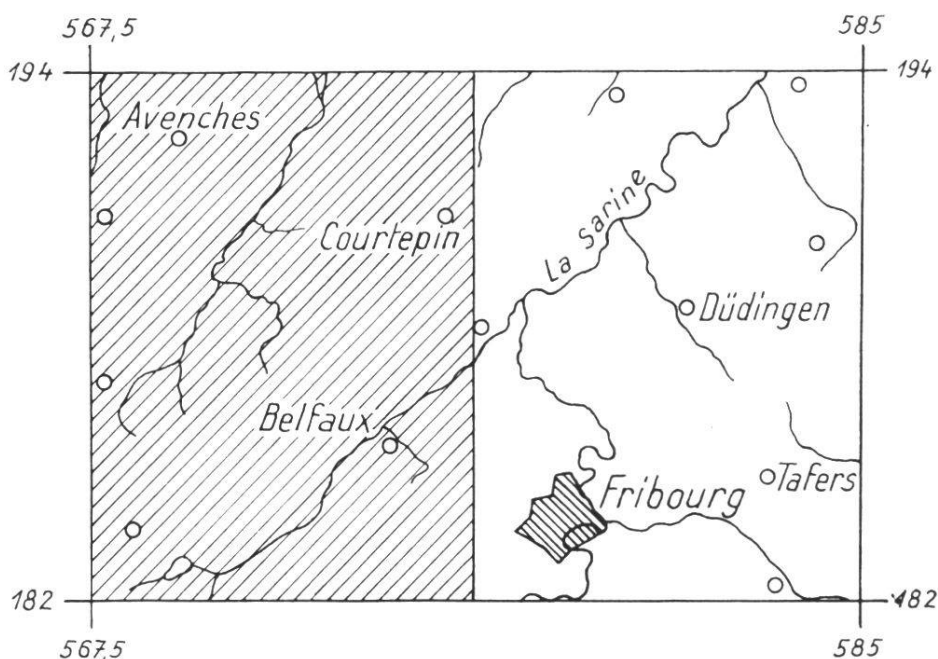 567,5 585
194 194
Avenches
La Sarine
Courtepin
Düdingen
Belfaux
Fribourg
Tafers
182 182
567,5 585